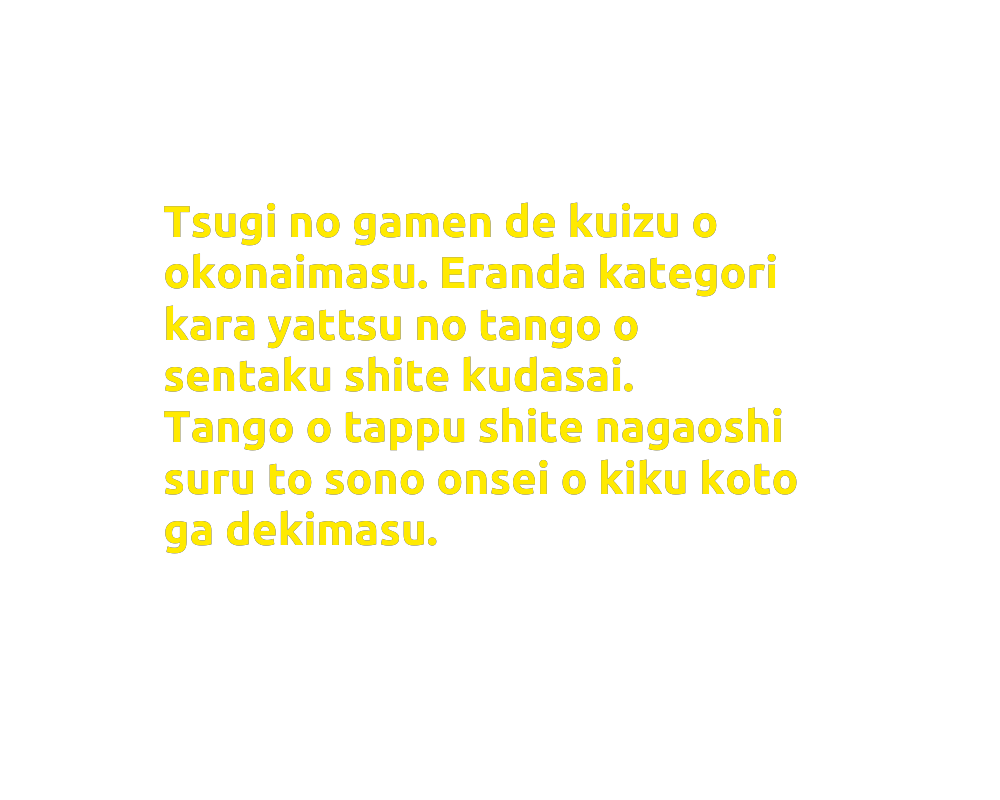 Tsugi no gamen de kuizu o
okonaimasu. Eranda kategori
kara yattsu no tango o
sentaku shite kudasai.
Tango o tappu shite nagaoshi
suru to sono onsei o kiku koto
ga dekimasu.